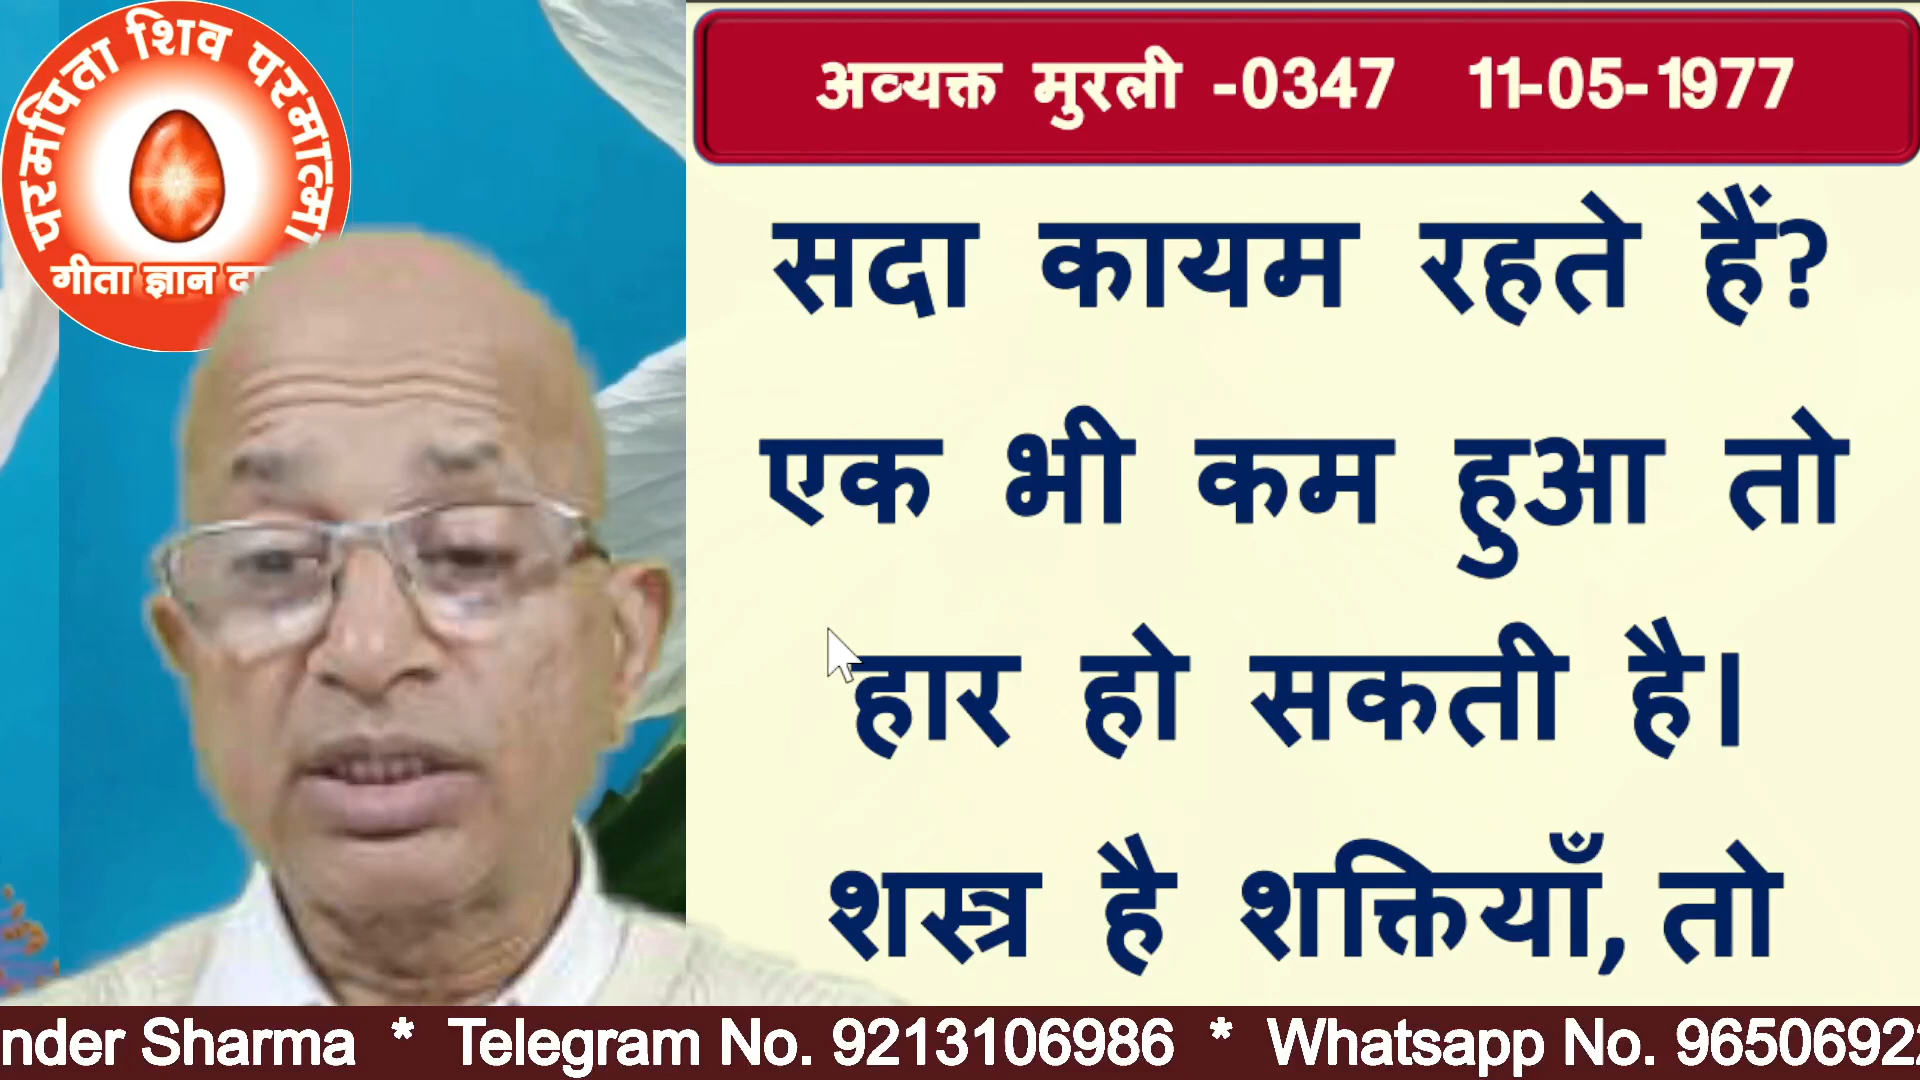 परमपिता शिव परमात्मा
गीता ज्ञान
अव्यक्त मुरली -0347 11-05-1977
सदा कायम रहते हैं?
एक भी कम हुआ तो
हार हो सकती है।
शस्त्र है शक्तियाँ, तो
Sharma * Telegram No. 9213106986 * Whatsapp No.